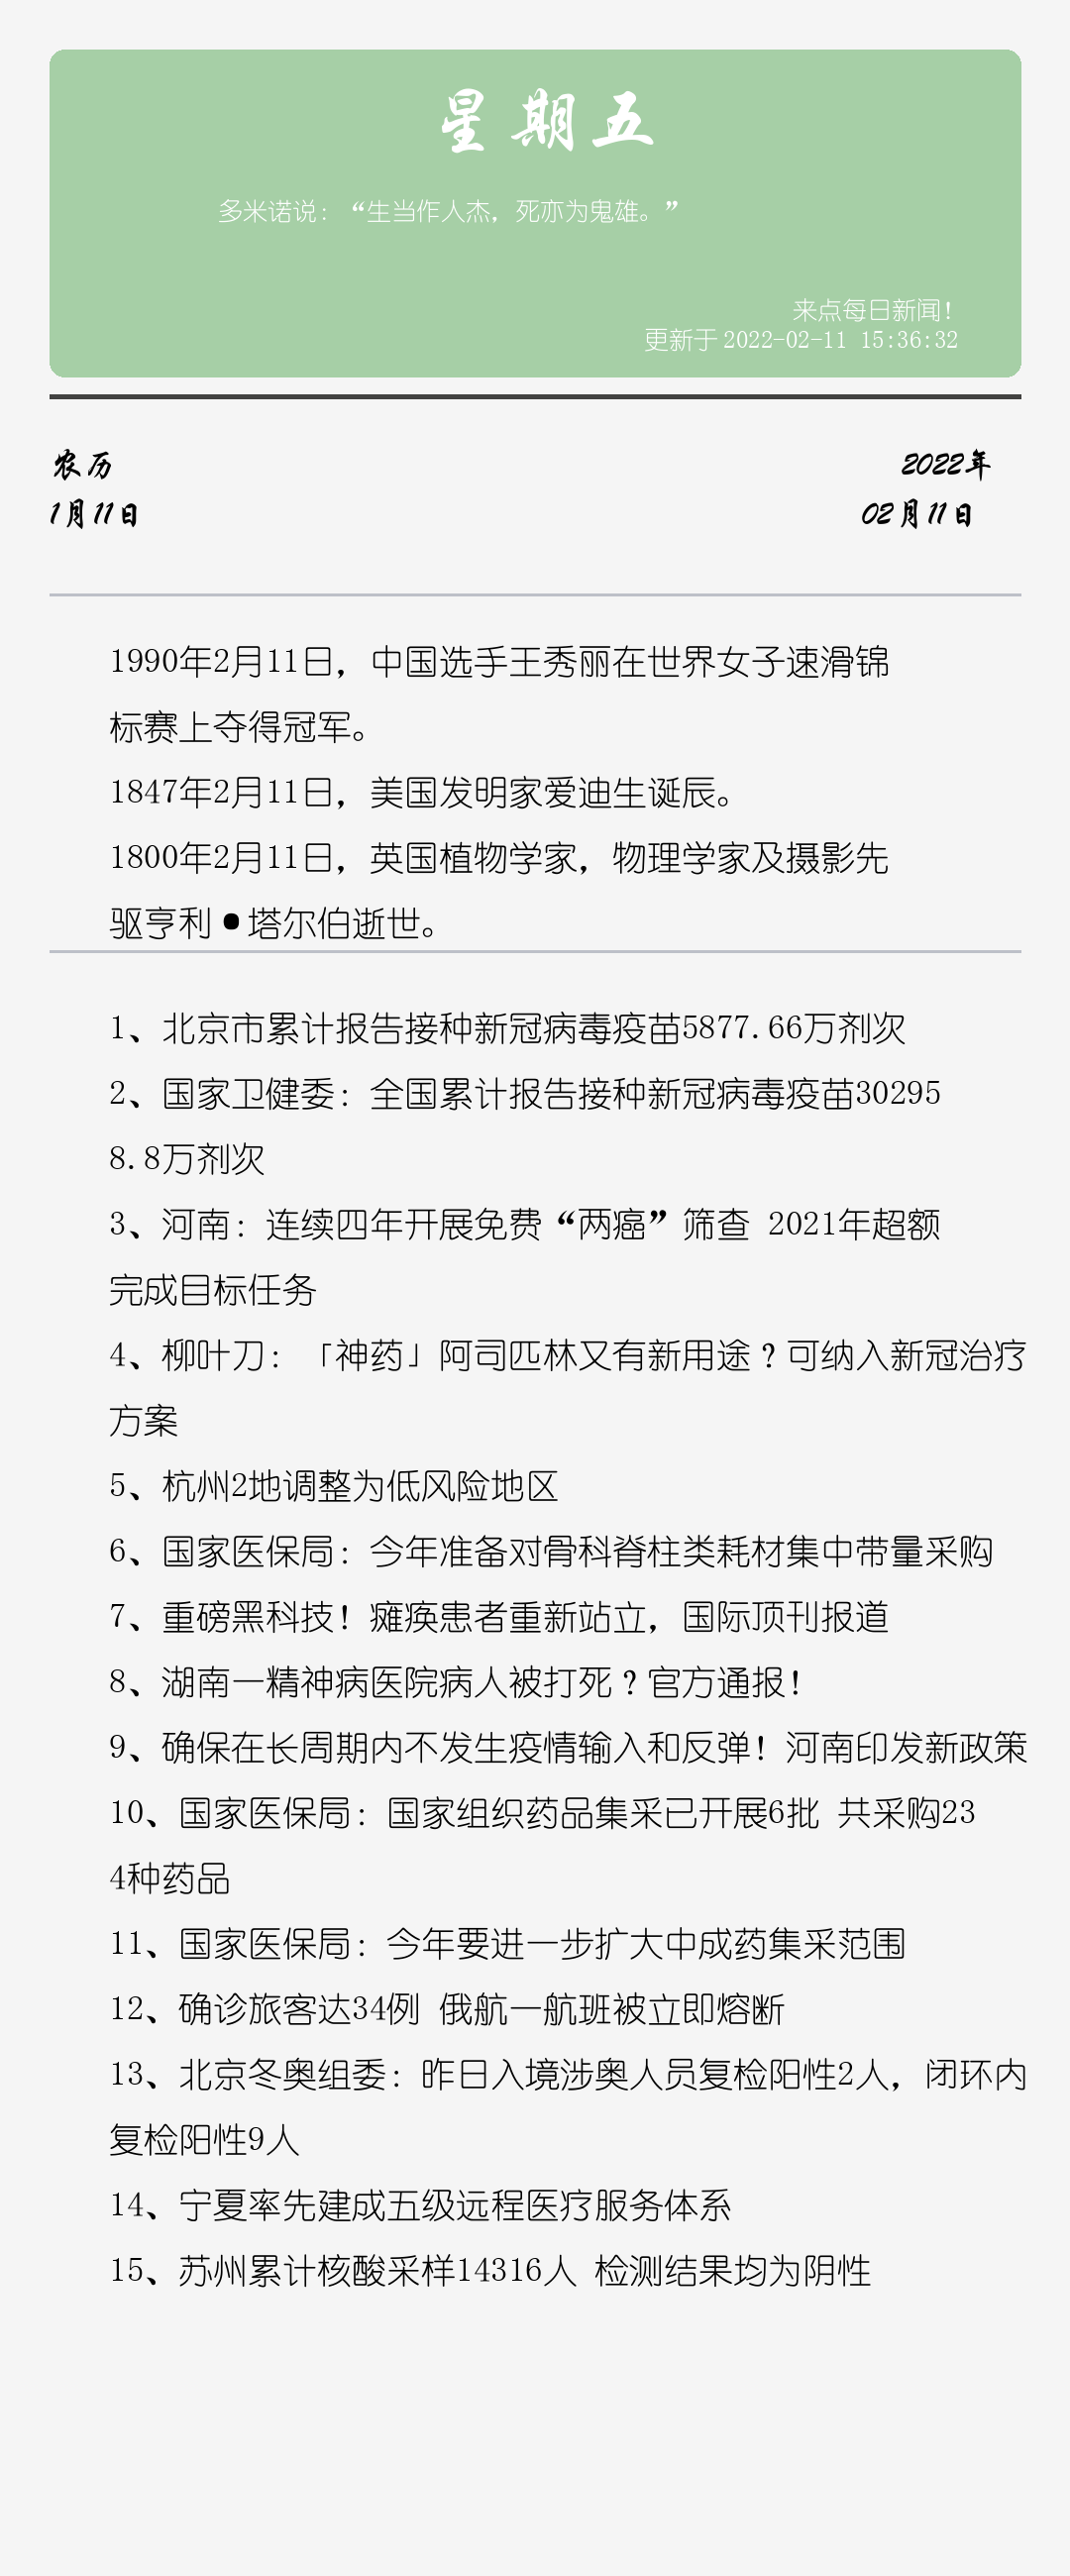 星期五
多米诺说：“生当作人杰，死亦为鬼雄。”
来点每日新闻！
更新于 2022-02-11 15:36:32
农历
2022年
1月11日
02月11日
1990年2月11日，中国选手王秀丽在世界女子速滑锦
标赛上夺得冠军。
1847年2月11日，美国发明家爱迪生诞辰。
1800年2月11日，英国植物学家，物理学家及摄影先
驱亨利•塔尔伯逝世。
1、北京市累计报告接种新冠病毒疫苗5877.66万剂次
2、国家卫健委：全国累计报告接种新冠病毒疫苗30295
8.8万剂次
3、河南：连续四年开展免费“两癌”筛查 2021年超额
完成目标任务
4、柳叶刀：「神药」阿司匹林又有新用途？可纳入新冠治疗
方案
5、杭州2地调整为低风险地区
6、国家医保局：今年准备对骨科脊柱类耗材集中带量采购
7、重磅黑科技！瘫痪患者重新站立，国际顶刊报道
8、湖南一精神病医院病人被打死？官方通报！
9、确保在长周期内不发生疫情输入和反弹！河南印发新政策
10、国家医保局：国家组织药品集采已开展6批 共采购23
4种药品
11、国家医保局：今年要进一步扩大中成药集采范围
12、确诊旅客达34例 俄航一航班被立即熔断
13、北京冬奥组委：昨日入境涉奥人员复检阳性2人，闭环内
复检阳性9人
14、宁夏率先建成五级远程医疗服务体系
15、苏州累计核酸采样14316人 检测结果均为阴性